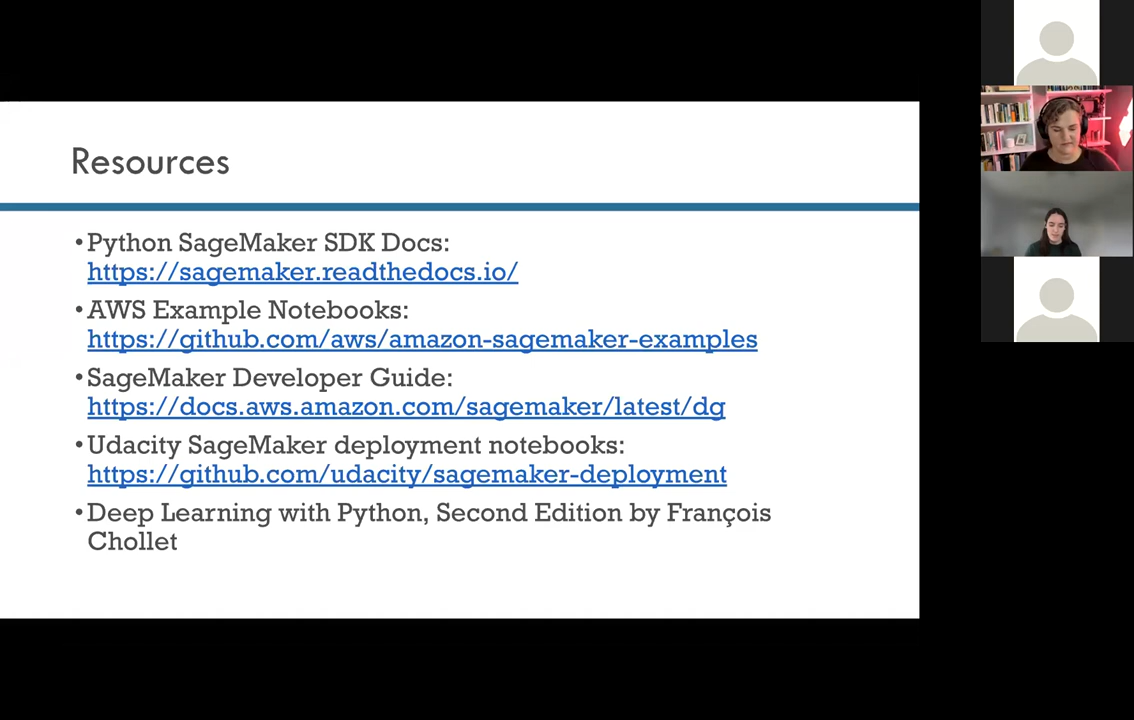 Resources
•Python SageMaker SDK Docs:
https://sagemaker.readthedocs.io/
•AWS Example Notebooks:
https://github.com/aws/amazon-sagemaker-examples
•SageMaker Developer Guide:
https://docs.aws.amazon.com/sagemaker/latest/dg
•Udacity SageMaker deployment notebooks:
https://github.com/udacity/sagemaker-deployment
•Deep Learning with Python, Second Edition by François
Chollet